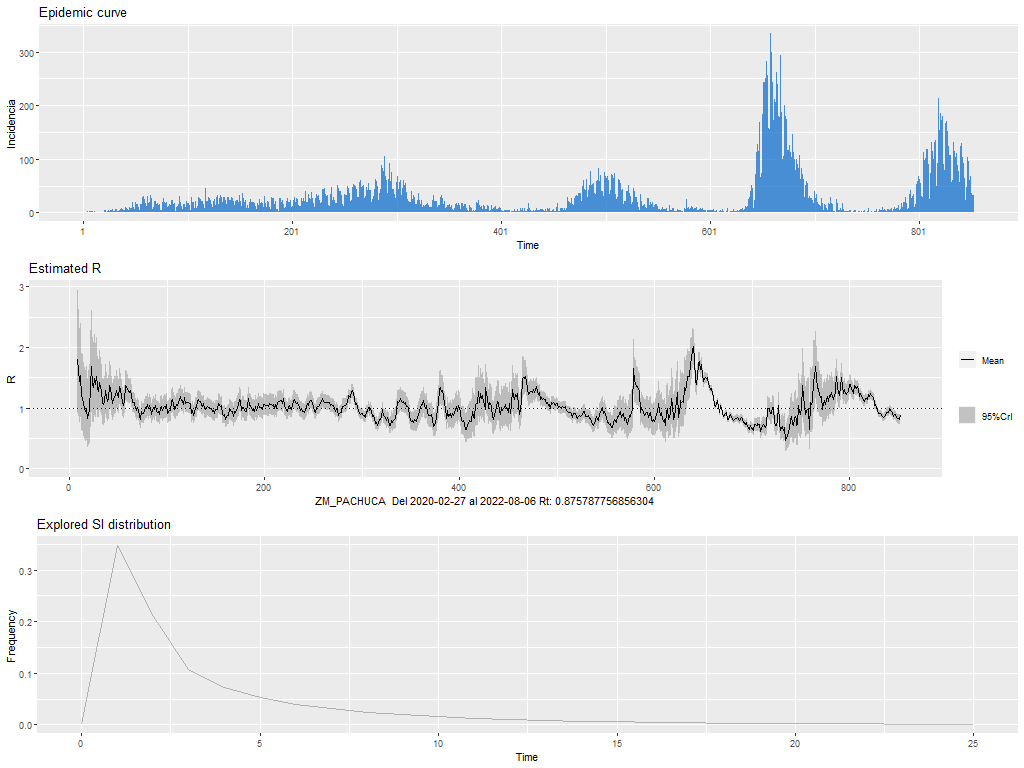 Epidemic curve
300
200
100
0
Incidencia
1
201
401
601
801
Time
Estimated R
3
2
1
0
R
0
200
400
600
800
ZM_PACHUCA Del 2020-02-27 al 2022-08-06 Rt: 0.875787756856304
Mean
95%CrI
Explored SI distribution
0.3
0.2
0.1
0.0
Frequency
0
5
10
15
20
25
Time